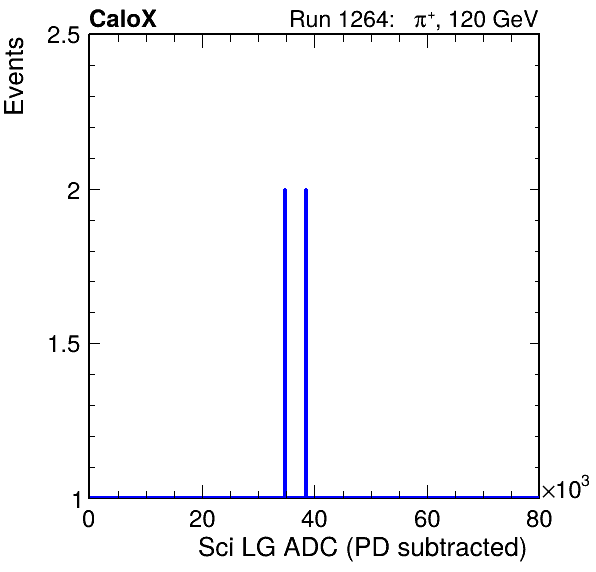 CaloX Run 1264: π⁺, 120 GeV
Events
2.5
2
1.5
1
0 20 40 60 80
×10³
Sci LG ADC (PD subtracted)